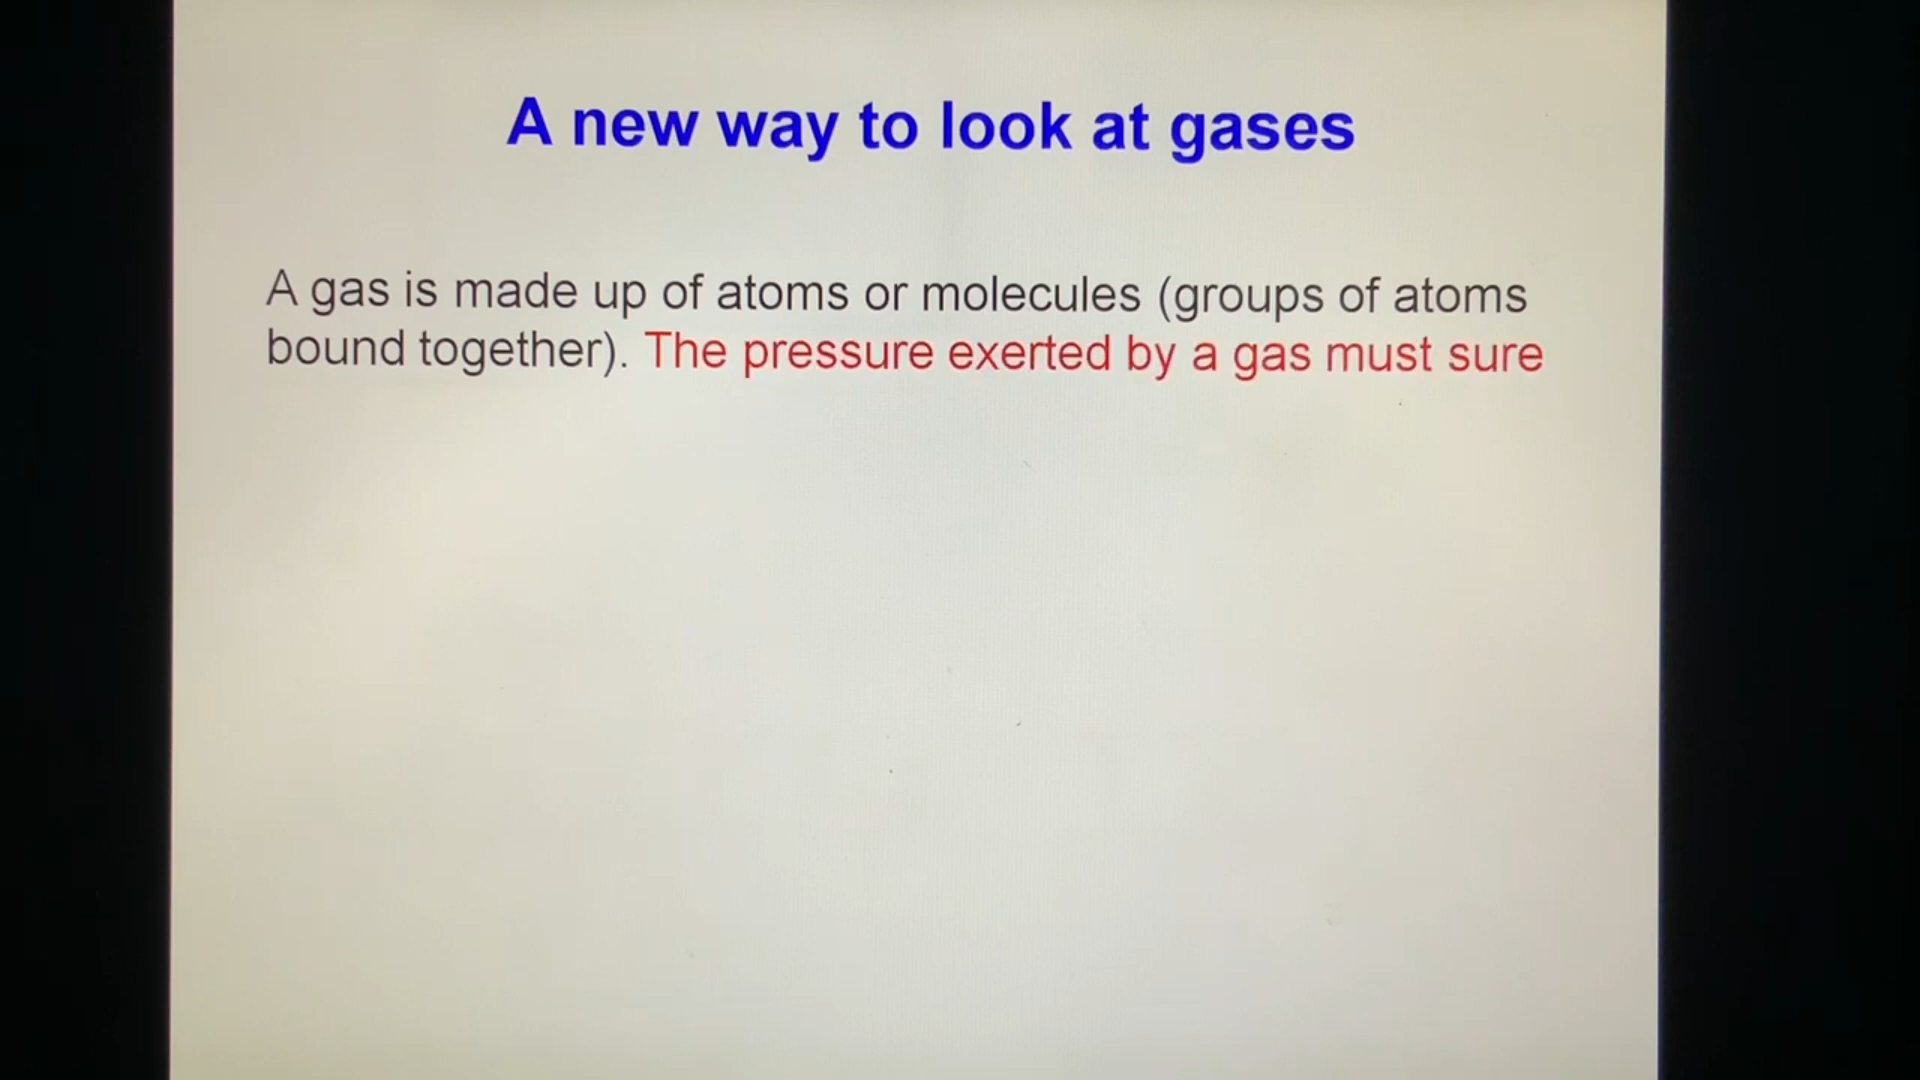 A new way to look at gases
A gas is made up of atoms or molecules (groups of atoms
bound together). The pressure exerted by a gas must sure